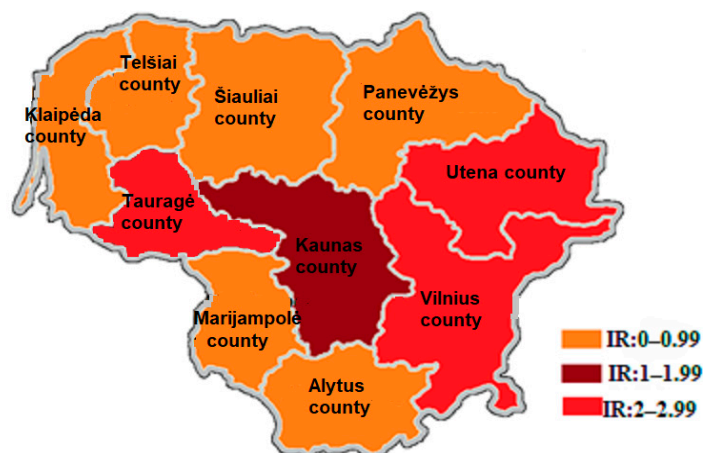 Telšiai
county
Šiauliai
county
Panevėžys
county
Klaipėda
county
Utena county
Tauragė
county
Kaunas
county
Vilnius
county
Marijampolė
county
Alytus
county
IR:0–0.99
IR:1–1.99
IR:2–2.99